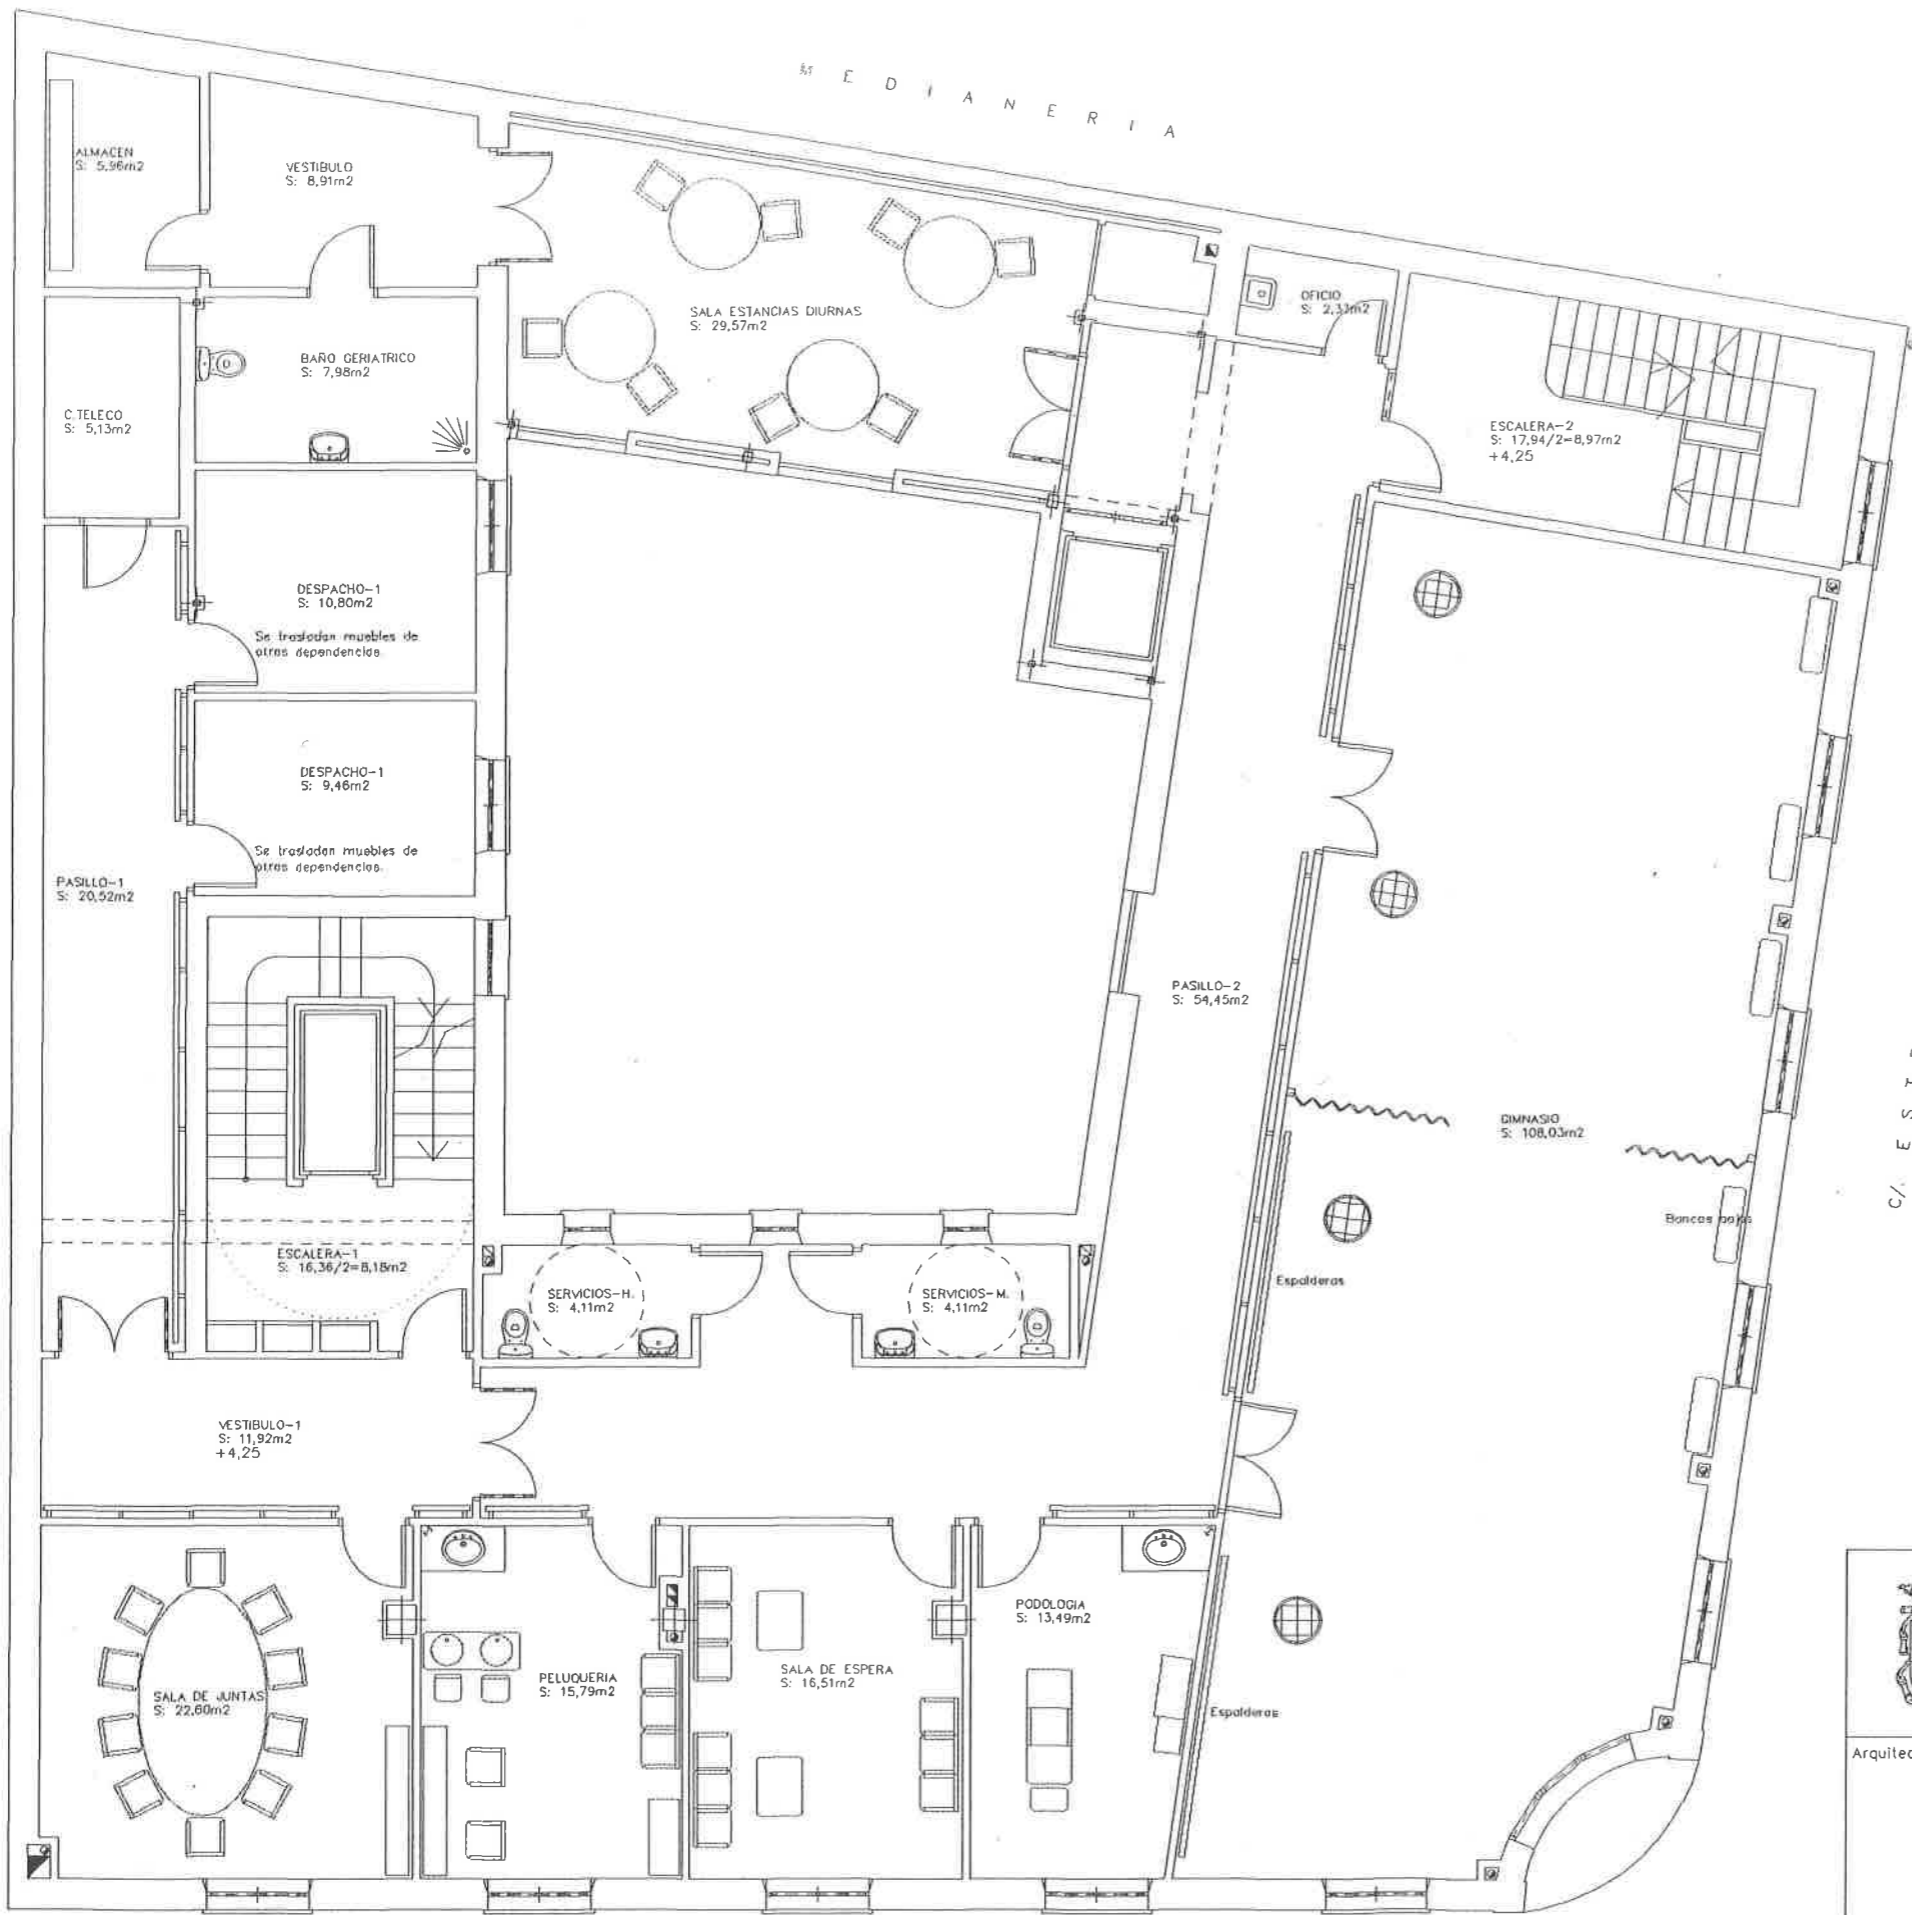 MEDIANERIA
ALMACEN
S: 5,96m2
VESTIBULO
S: 8,91m2
SALA ESTANCIAS DIURNAS
S: 29,57m2
OFICIO
S: 2,33m2
BAÑO GERIATRICO
S: 7,98m2
C.TELECO
S: 5,13m2
ESCALERA-2
S: 17,94/2=8,97m2
+4,25
DESPACHO-1
S: 10,80m2
Se trasladan muebles de
otras dependencias.
DESPACHO-1
S: 9,46m2
Se trasladan muebles de
otras dependencias.
PASILLO-1
S: 20,52m2
PASILLO-2
S: 54,45m2
GIMNASIO
S: 108,03m2
C/. EST
Bancos bajos
Espalderas
ESCALERA-1
S: 16,36/2=8,18m2
SERVICIOS-H.
S: 4,11m2
SERVICIOS-M.
S: 4,11m2
VESTIBULO-1
S: 11,92m2
+4,25
PODOLOGIA
S: 13,49m2
SALA DE ESPERA
S: 16,51m2
PELUQUERIA
S: 15,79m2
SALA DE JUNTAS
S: 22,60m2
Espalderas
Arquitec